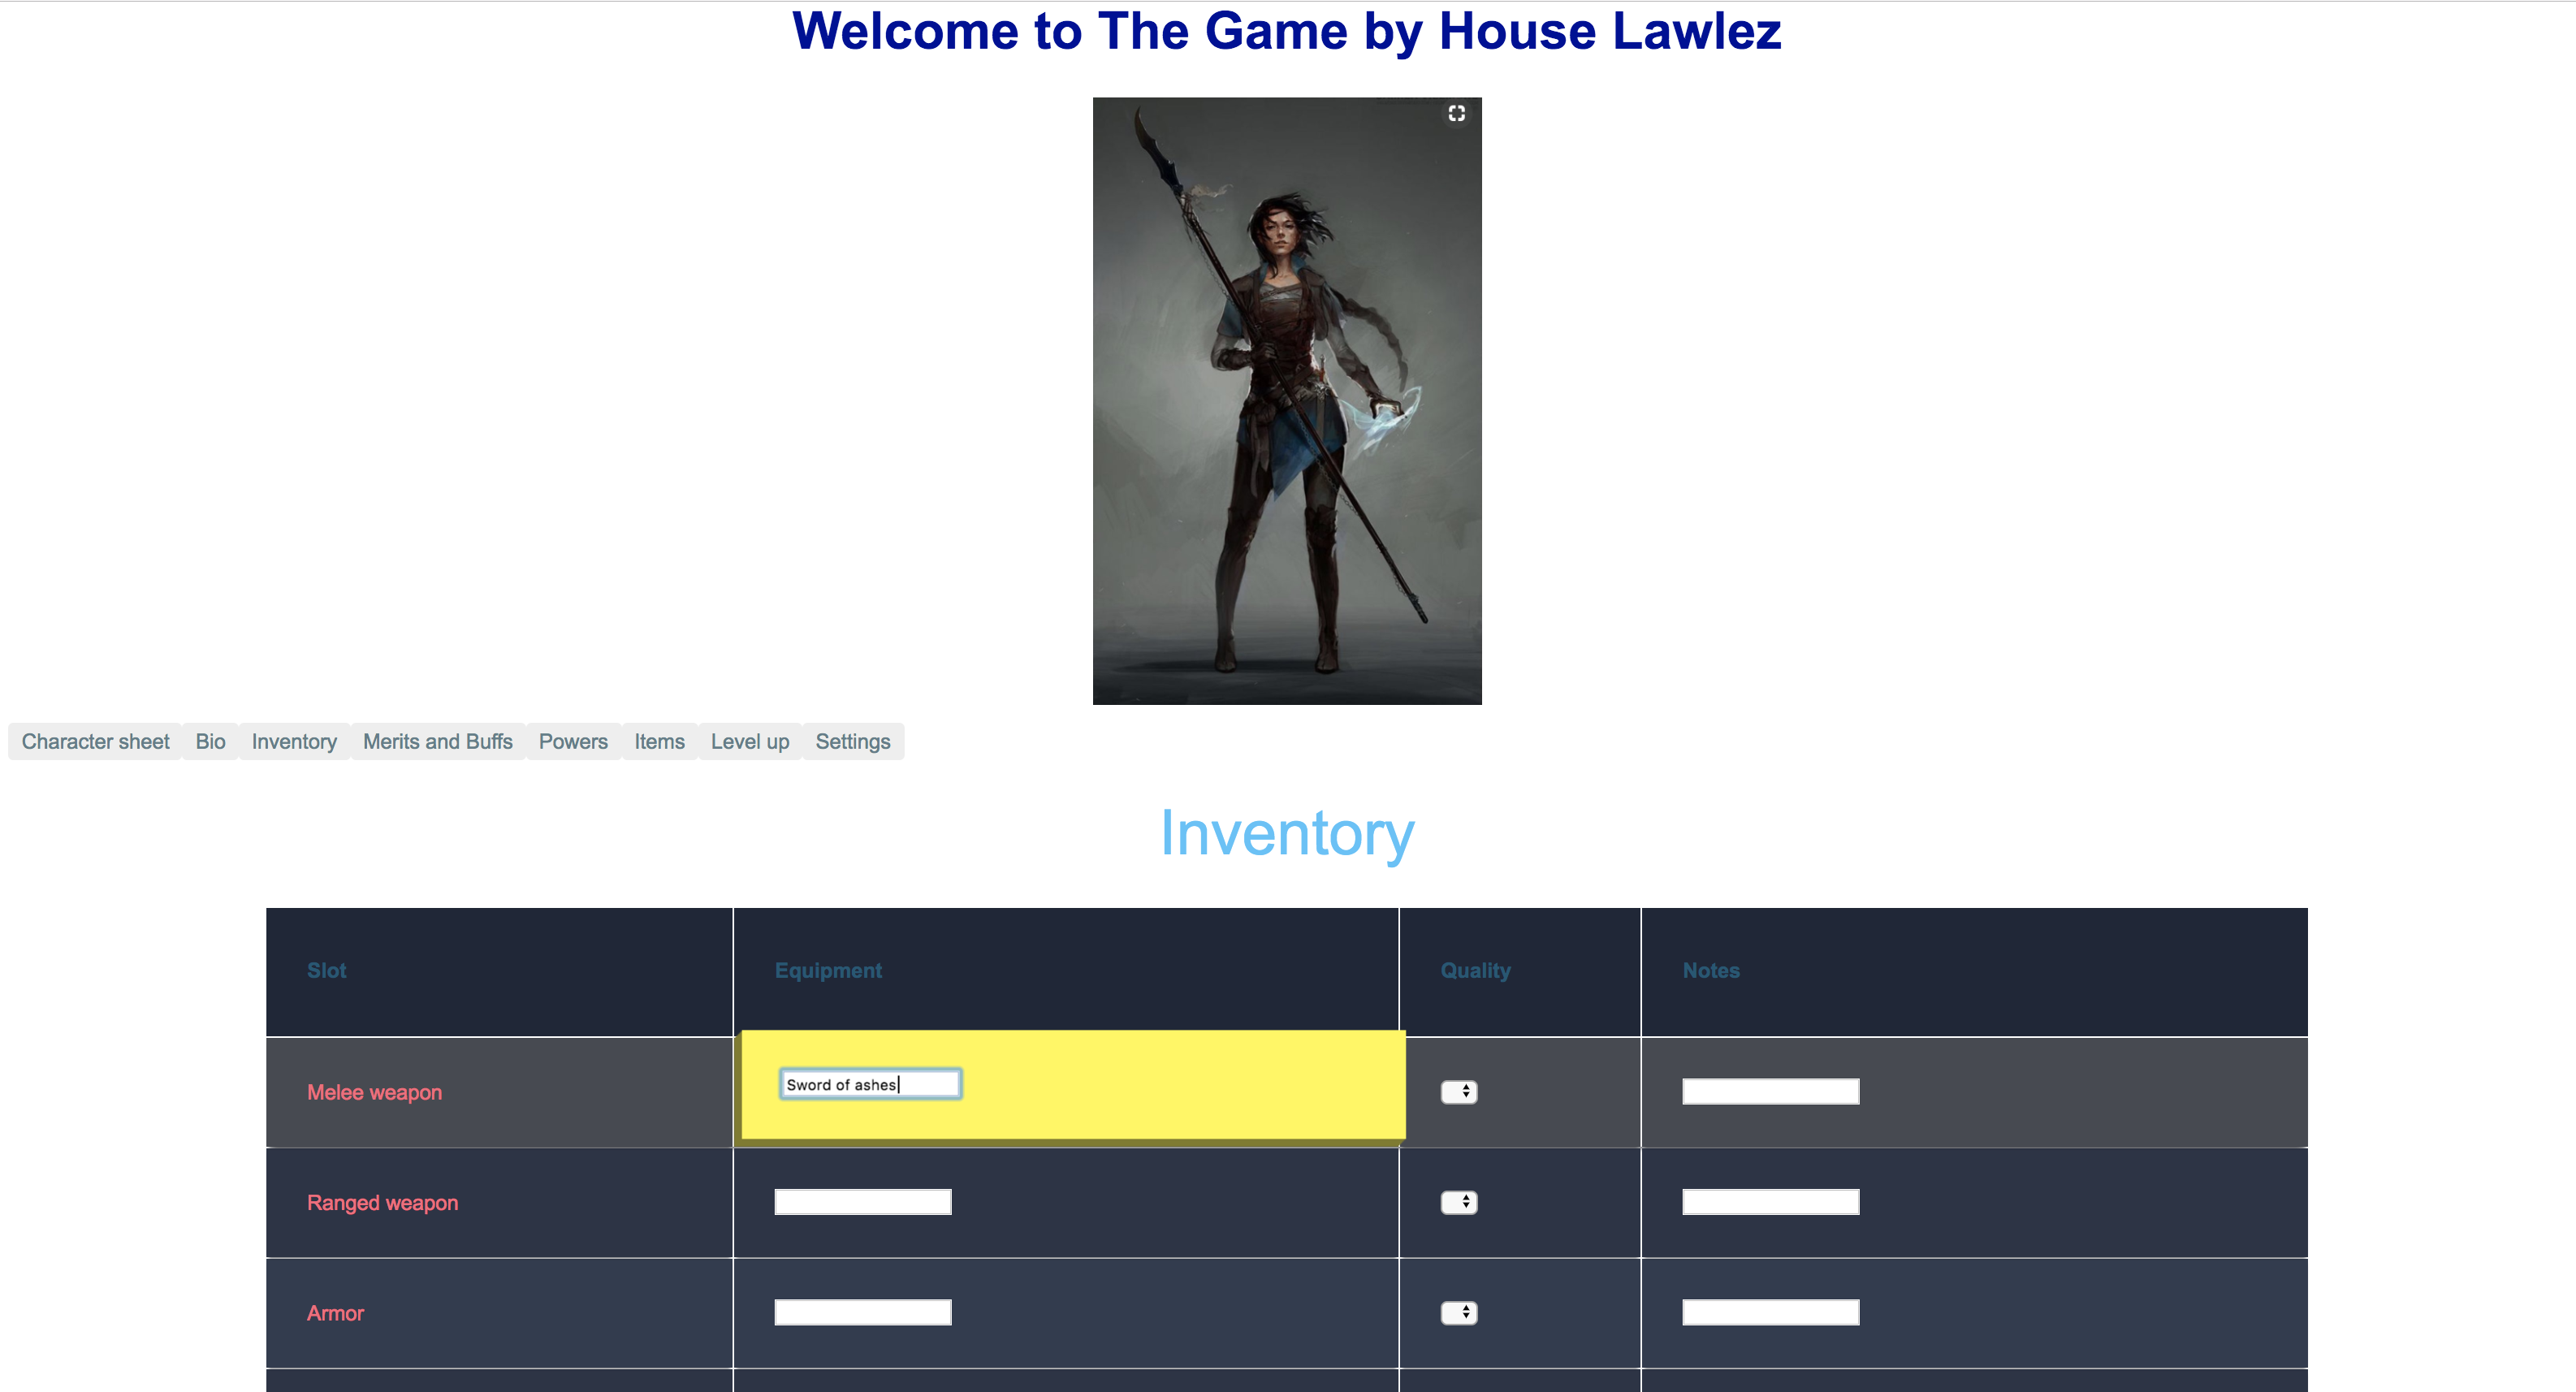 Welcome to The Game by House Lawlez
Character sheet Bio Inventory Merits and Buffs Powers Items Level up Settings
Inventory
Slot Equipment Quality Notes
Melee weapon Sword of ashes
Ranged weapon
Armor